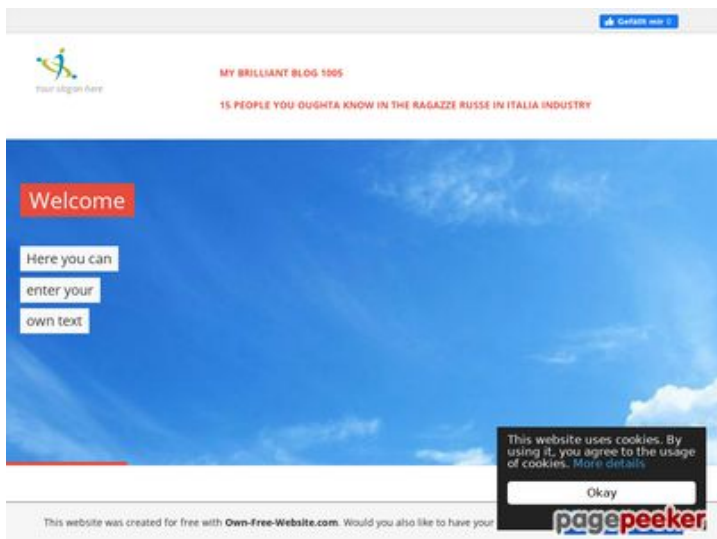 Gefällt mir 0
Your slogan here
MY BRILLIANT BLOG 1005
15 PEOPLE YOU OUGHTA KNOW IN THE RAGAZZE RUSSE IN ITALIA INDUSTRY
Welcome
Here you can
enter your
own text
This website uses cookies. By
using it, you agree to the usage
of cookies. More details
Okay
This website was created for free with Own-Free-Website.com. Would you also like to have your
pagepeeker